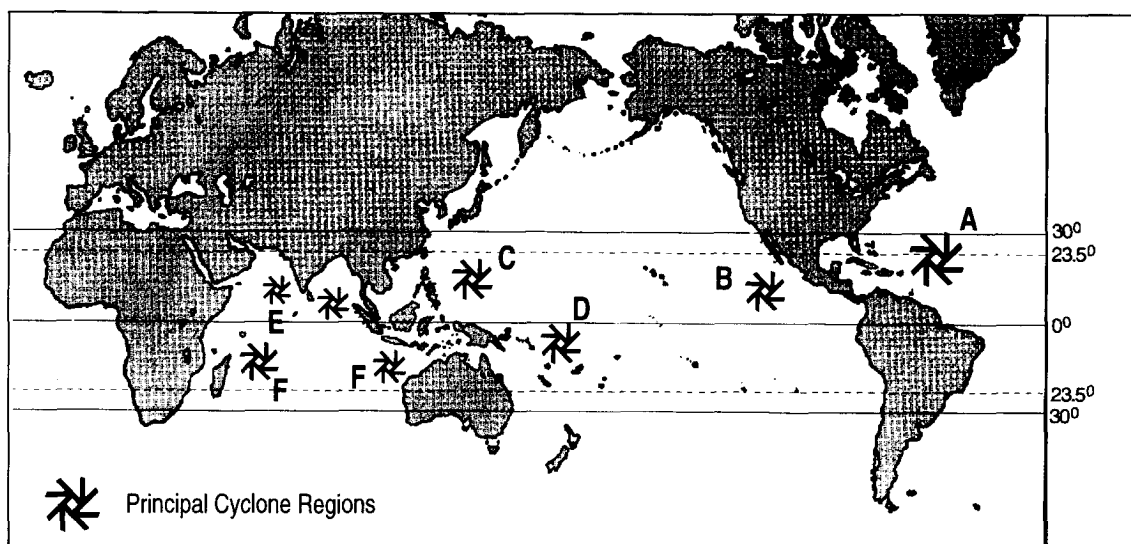 A
30⁰
23.5⁰
C
B
D
E
0⁰
F
F
23.5⁰
30⁰
Principal Cyclone Regions